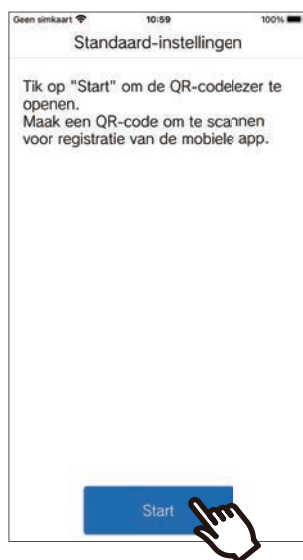 Geen simkaart 10:59 100%
Standaard-instellingen
Tik op "Start" om de QR-codelezer te
openen.
Maak een QR-code om te scannen
voor registratie van de mobiele app.
Start